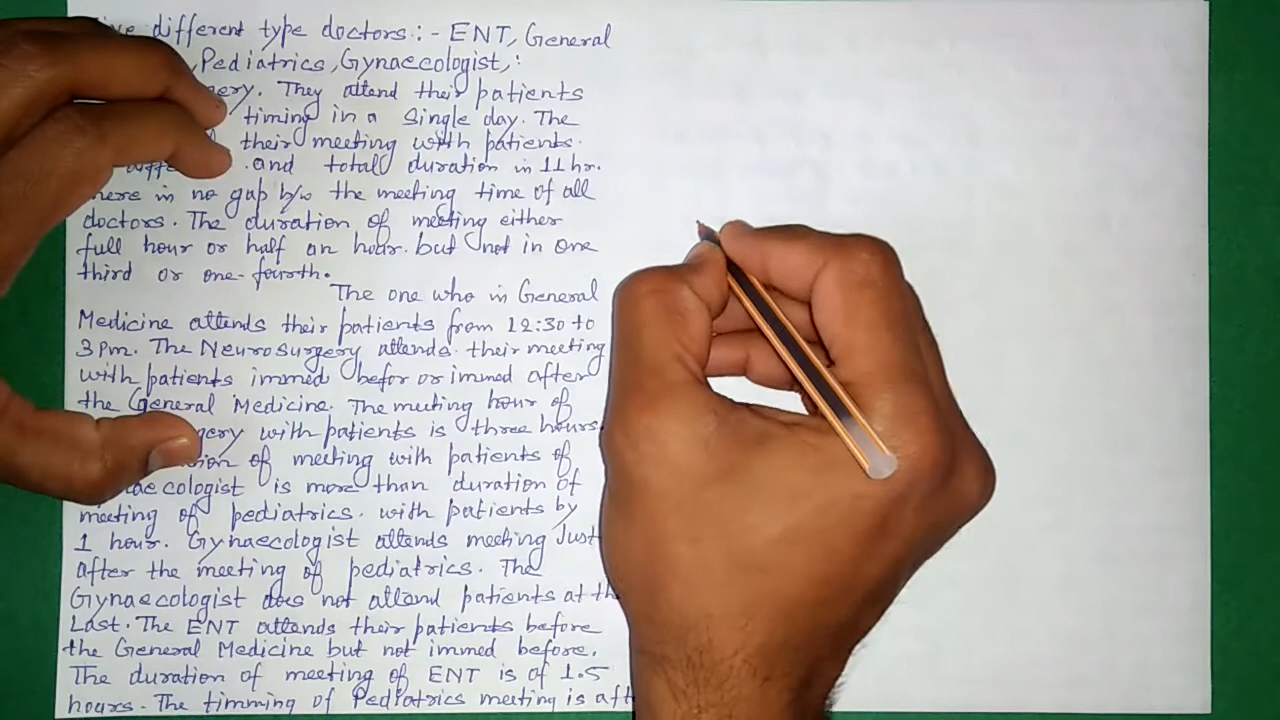 different type doctors:- ENT, General
, Pediatrics, Gynaecologist,
They attend their patients
timing in a single day. The
their meeting with patients.
and total duration in 11 hr.
in no gap b/w the meeting time of all
doctors. The duration of meeting either
full hour or half an hour. but not in one
third or one-fourth.
The one who in General
Medicine attends their patients from 12:30 to
3 Pm. The Neurosurgery attends. their meeting
with patients immed befor or immed after
the General Medicine. The meeting hour of
with patients is three hours.
of meeting with patients of
is more than duration of
meeting of pediatrics. with patients by
1 hour. Gynaecologist attends meeting Just
after the meeting of pediatrics. The
Gynaecologist does not attend patients at
Last. The ENT attends their patients before
the General Medicine but not immed before.
The duration of meeting of ENT is of 1.5
hours. The timming of Pediatrics meeting is